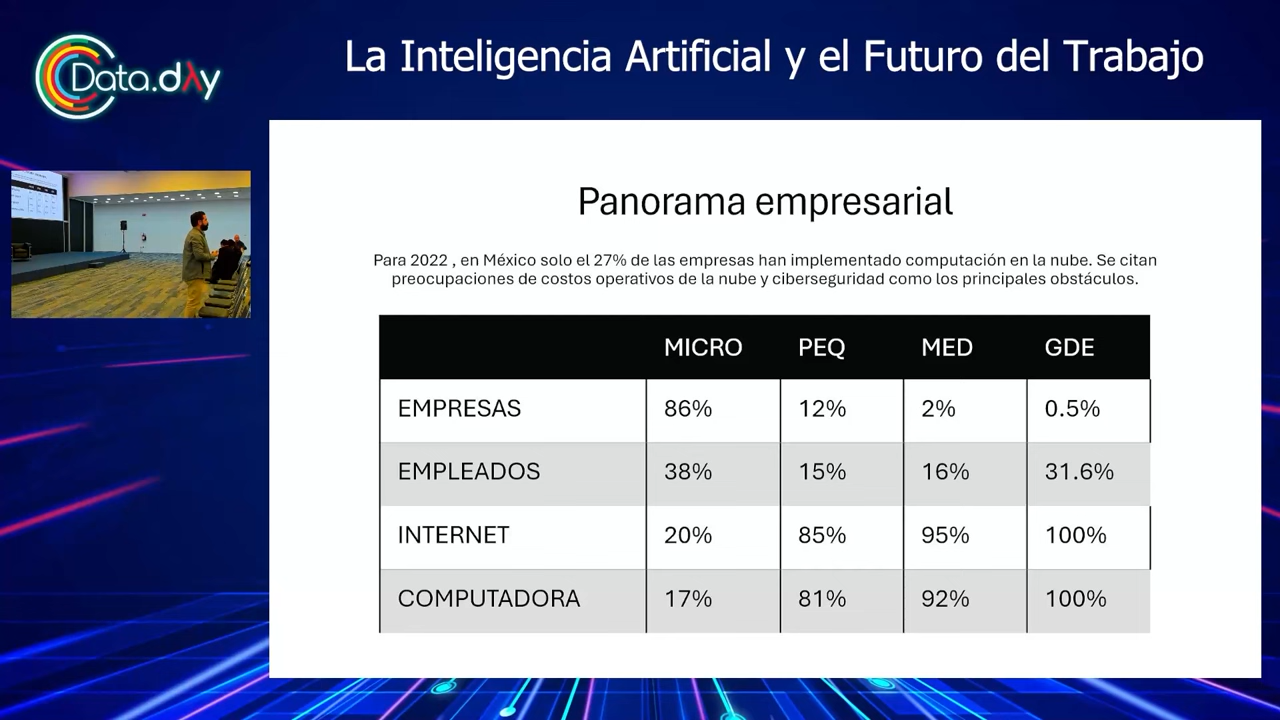 Data.dλy
La Inteligencia Artificial y el Futuro del Trabajo
Panorama empresarial
Para 2022 , en México solo el 27% de las empresas han implementado computación en la nube. Se citan
preocupaciones de costos operativos de la nube y ciberseguridad como los principales obstáculos.
MICRO PEQ MED GDE
EMPRESAS 86% 12% 2% 0.5%
EMPLEADOS 38% 15% 16% 31.6%
INTERNET 20% 85% 95% 100%
COMPUTADORA 17% 81% 92% 100%